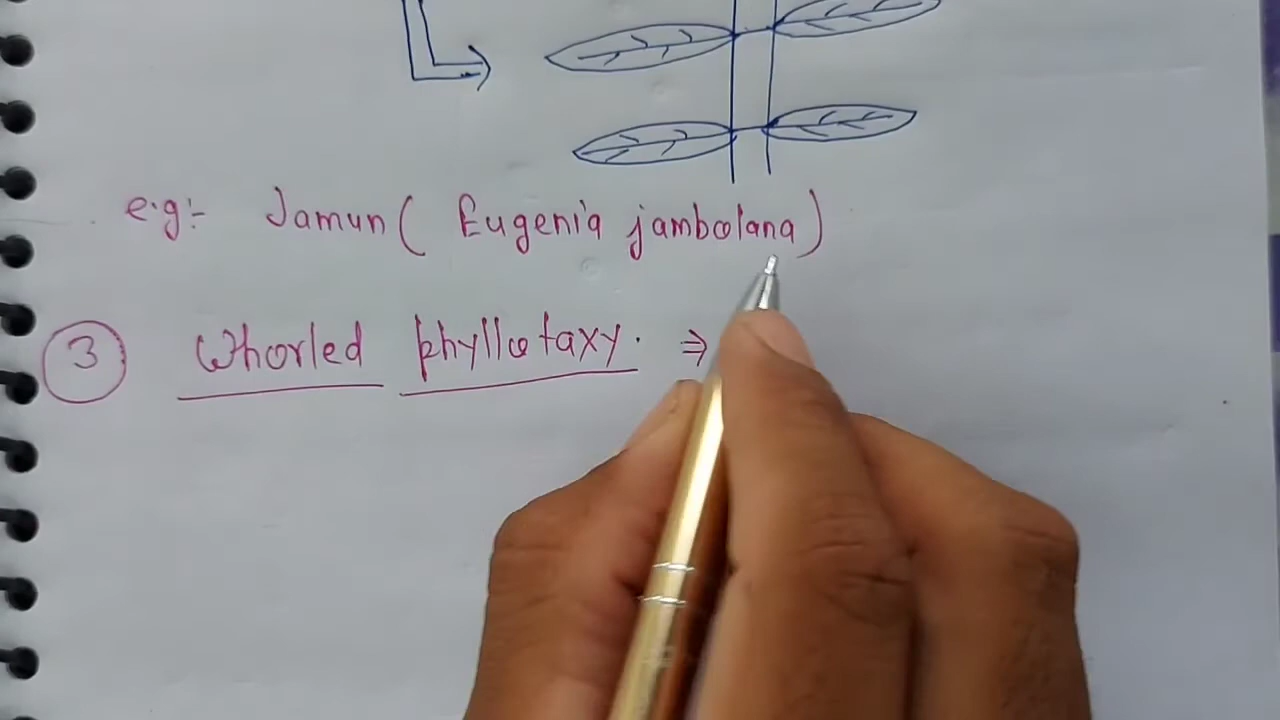 e.g:- Jamun ( Eugenia jambolana )
3 Whorled phyllotaxy. ⇒